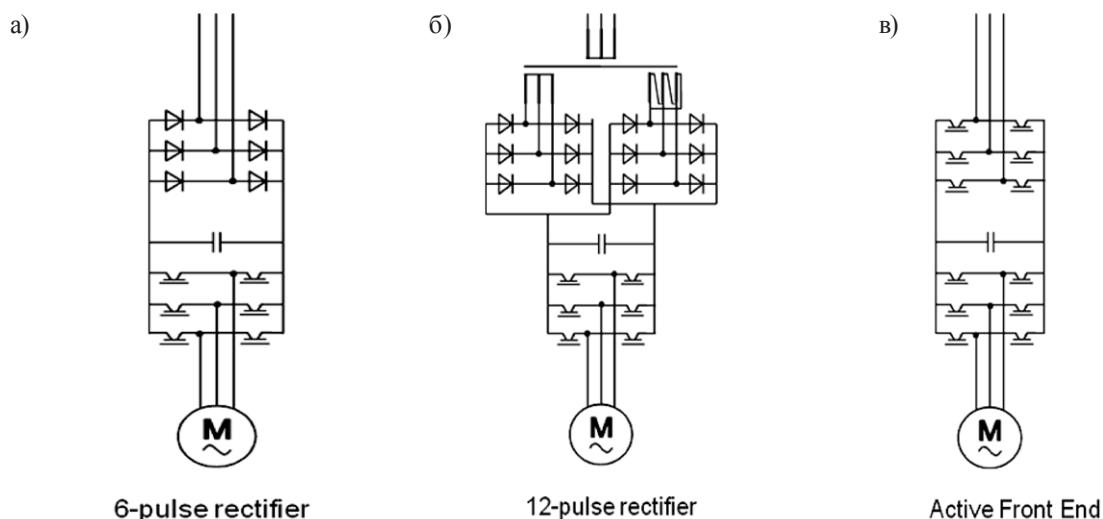 а)
б)
в)
M
M
M
6-pulse rectifier
12-pulse rectifier
Active Front End